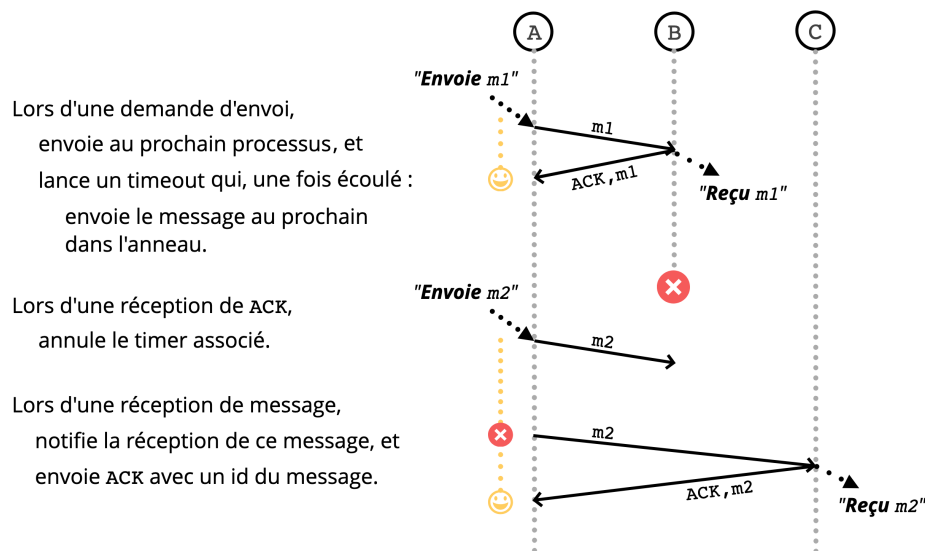 A
B
C
"Envoie m1"
Lors d'une demande d'envoi,
envoie au prochain processus, et
lance un timeout qui, une fois écoulé :
envoie le message au prochain
dans l'anneau.
m1
ACK,m1
"Reçu m1"
Lors d'une réception de ACK,
annule le timer associé.
"Envoie m2"
m2
Lors d'une réception de message,
notifie la réception de ce message, et
envoie ACK avec un id du message.
m2
ACK,m2
"Reçu m2"